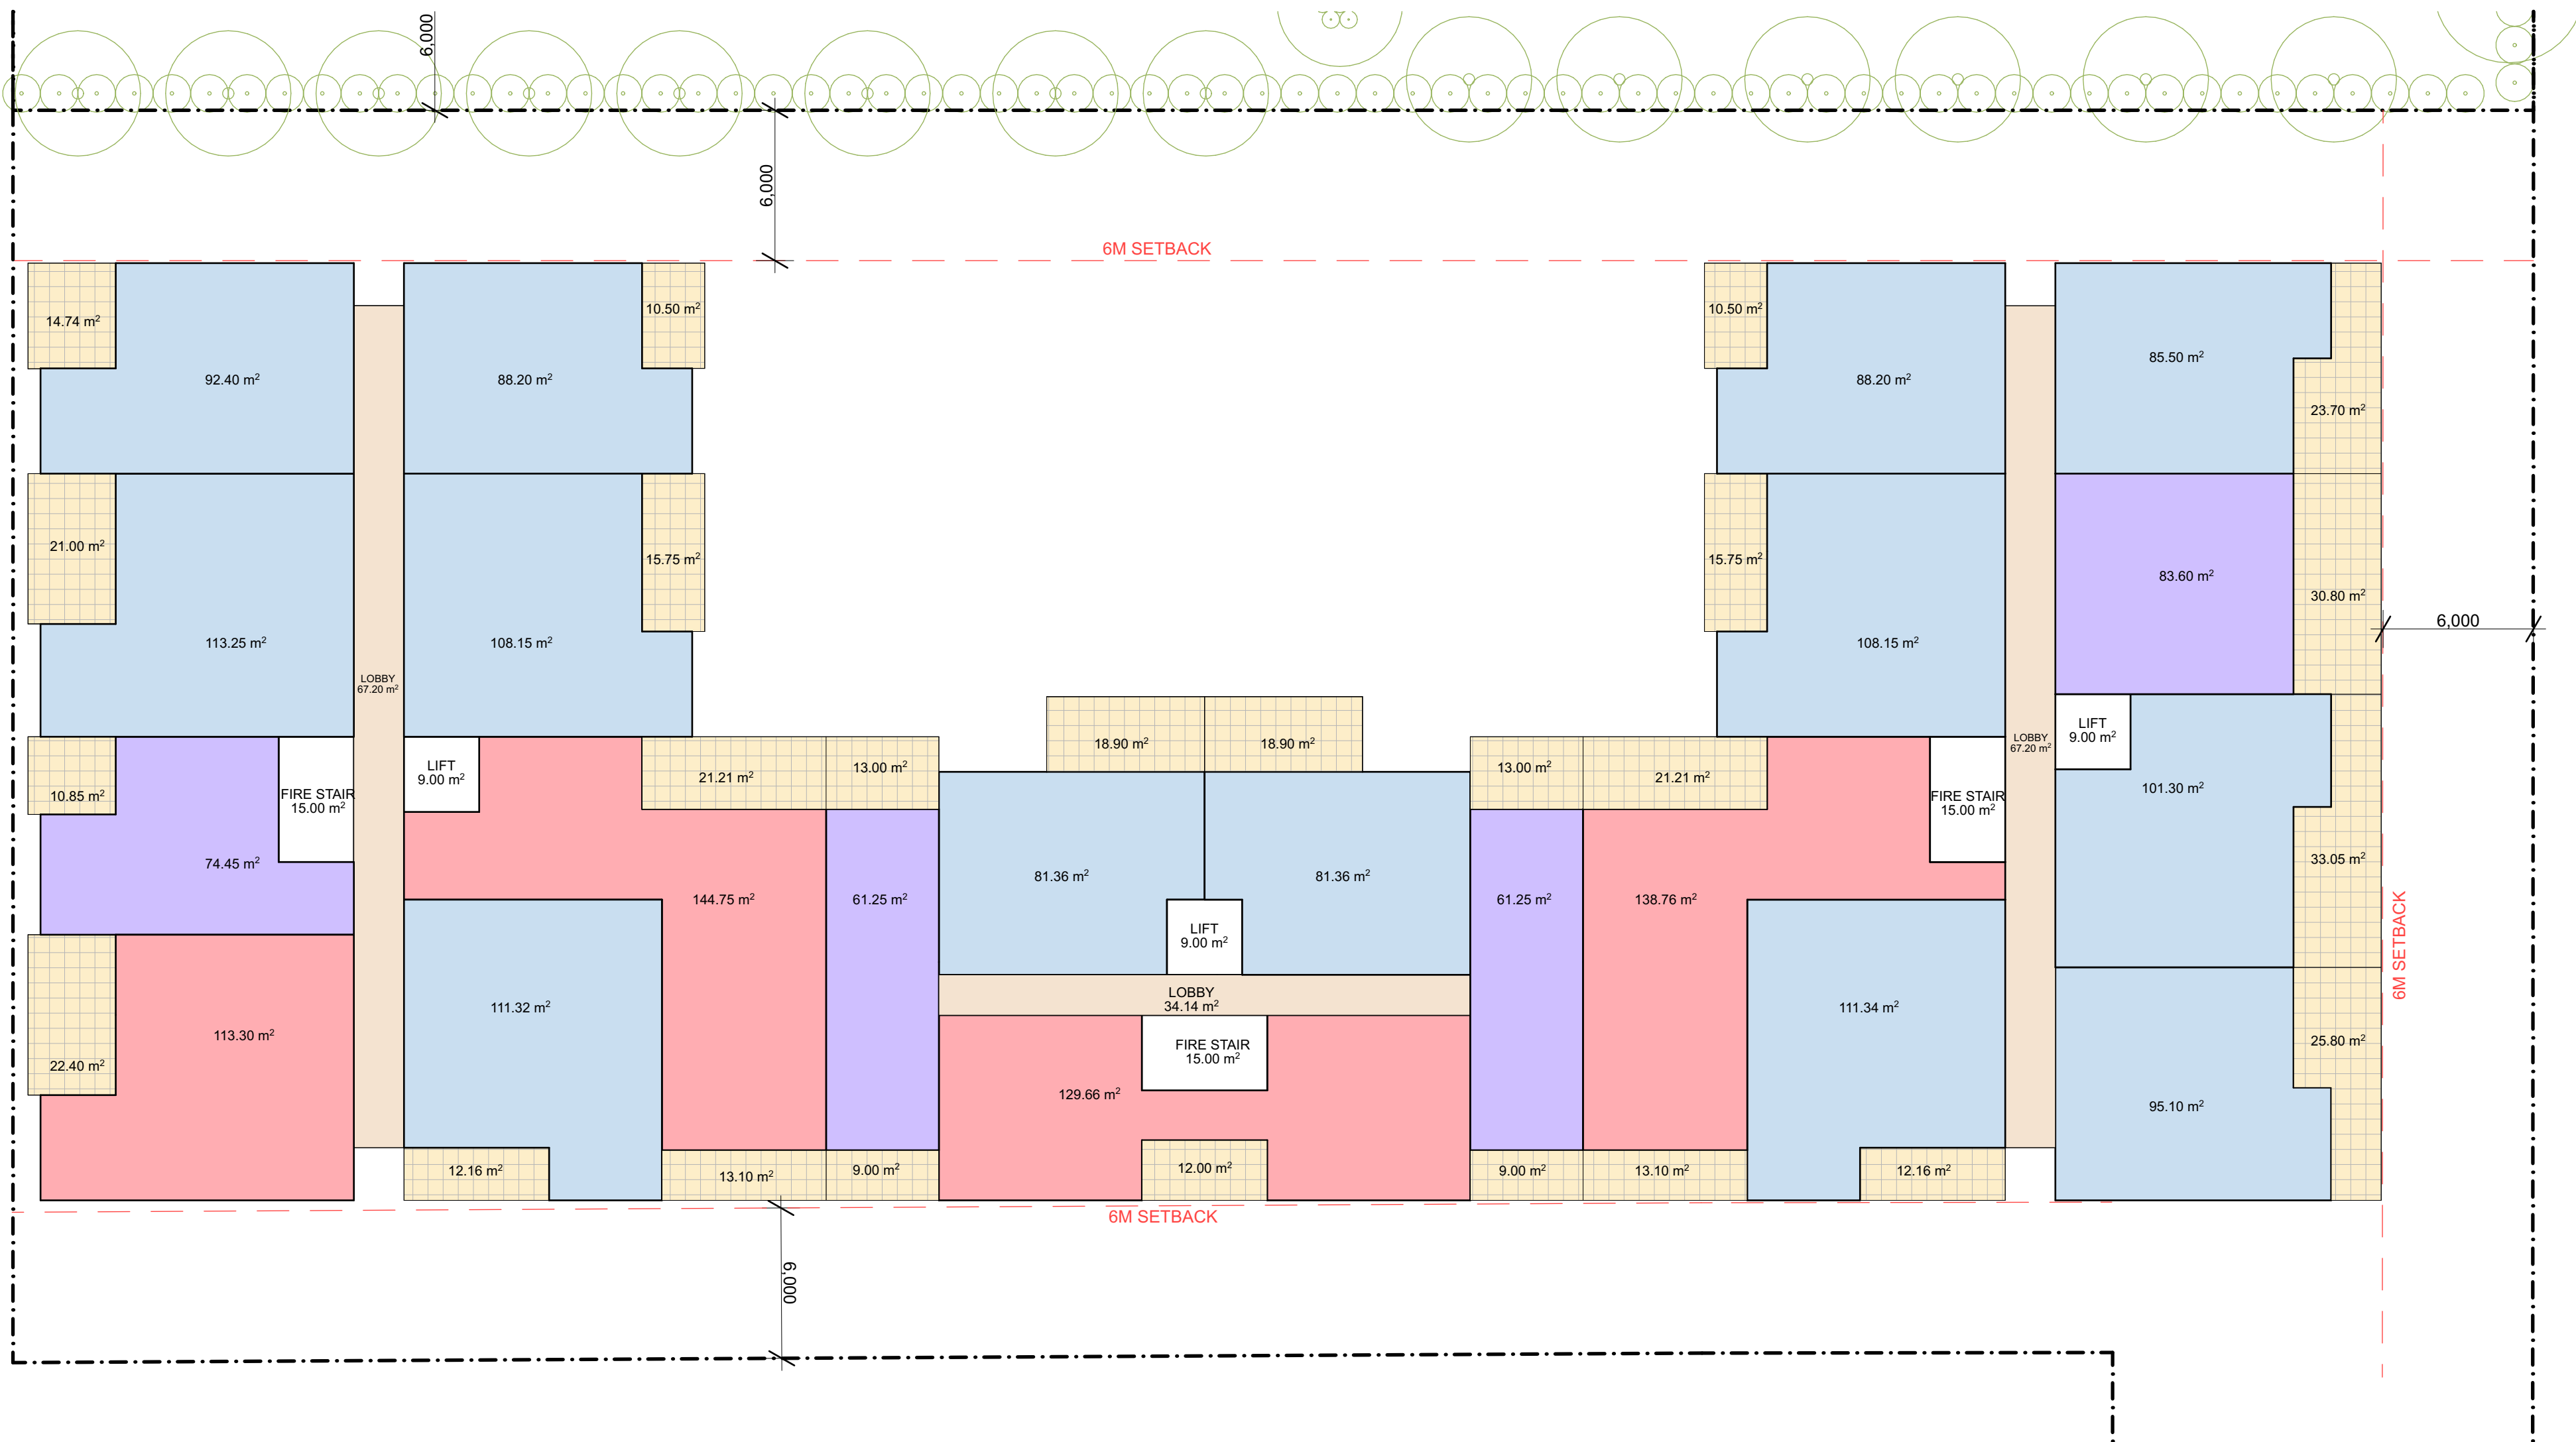 6,000
6,000
6M SETBACK
14.74 m²
10.50 m²
10.50 m²
92.40 m²
88.20 m²
88.20 m²
85.50 m²
23.70 m²
21.00 m²
15.75 m²
15.75 m²
83.60 m²
30.80 m²
6,000
113.25 m²
108.15 m²
108.15 m²
LOBBY
67.20 m²
LOBBY
67.20 m²
LIFT
9.00 m²
18.90 m²
18.90 m²
LIFT
9.00 m²
10.85 m²
FIRE STAIR
15.00 m²
21.21 m²
13.00 m²
13.00 m²
21.21 m²
FIRE STAIR
15.00 m²
101.30 m²
74.45 m²
33.05 m²
144.75 m²
61.25 m²
81.36 m²
81.36 m²
61.25 m²
138.76 m²
LIFT
9.00 m²
6M SETBACK
113.30 m²
111.32 m²
LOBBY
34.14 m²
111.34 m²
22.40 m²
FIRE STAIR
15.00 m²
25.80 m²
129.66 m²
95.10 m²
12.16 m²
13.10 m²
9.00 m²
12.00 m²
9.00 m²
13.10 m²
12.16 m²
6M SETBACK
6,000